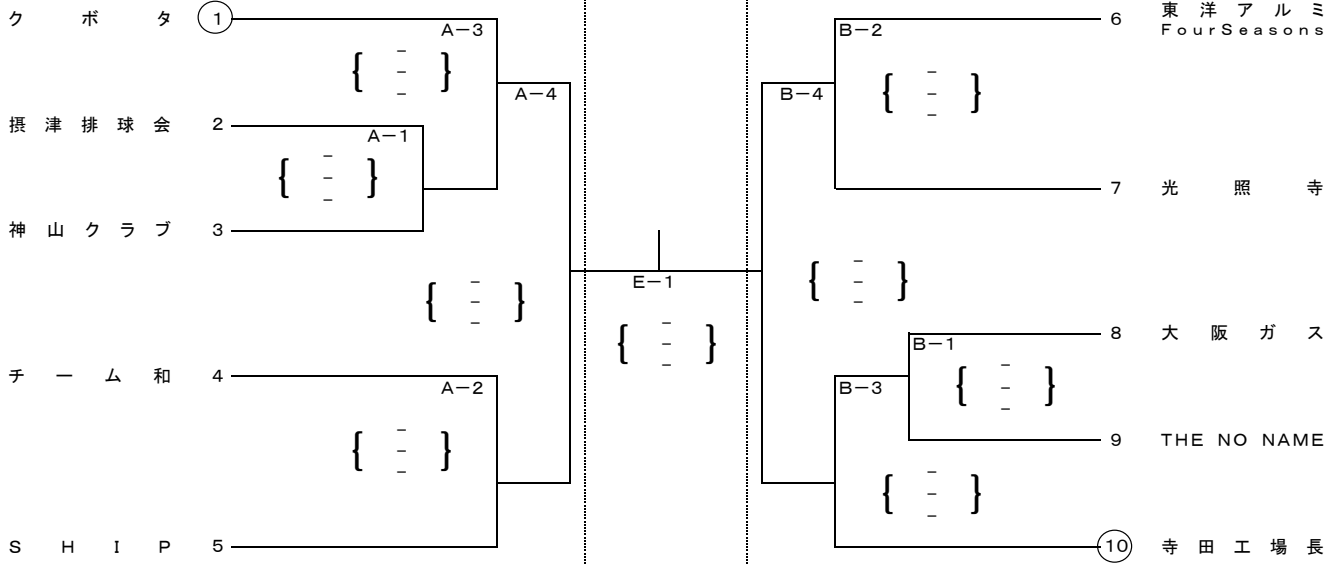 クボタ 1 A-3 B-2 6 東洋アルミ
FourSeasons
{ - - - } { - - - }
A-4 B-4
摂津排球会 2 A-1
{ - - - }
7 光照寺
神山クラブ 3
E-1
{ - - - } { - - - } { - - - }
8 大阪ガス
B-1
チーム和 4 A-2 B-3 { - - - }
{ - - - } 9 THE NO NAME
{ - - - }
SHIP 5 10 寺田工場長